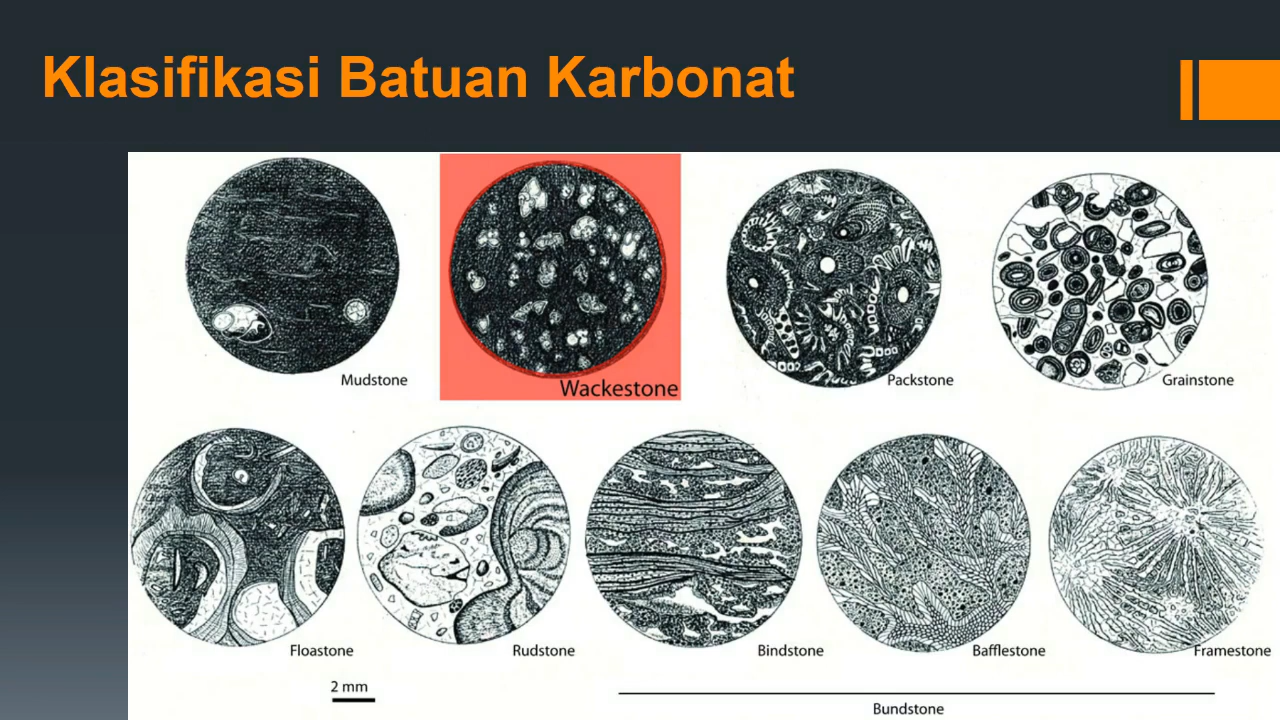 Klasifikasi Batuan Karbonat
Mudstone
Wackestone
Packstone
Grainstone
Floastone
Rudstone
Bindstone
Bafflestone
Framestone
2 mm
Bundstone